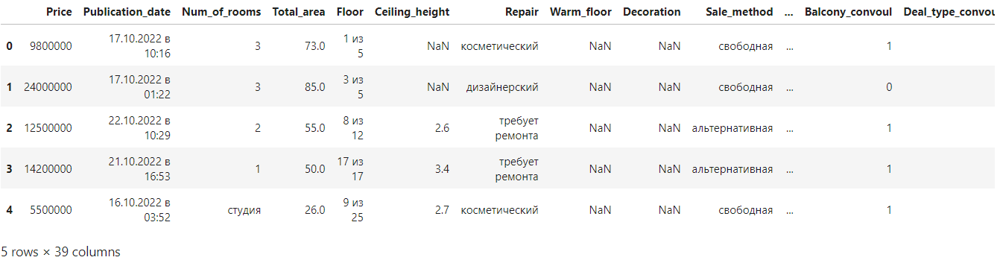 Price Publication_date Num_of_rooms Total_area Floor Ceiling_height Repair Warm_floor Decoration Sale_method ... Balcony_convoul Deal_type_convou
0 9800000 17.10.2022 в 10:16 3 73.0 1 из 5 NaN косметический NaN NaN свободная ... 1
1 24000000 17.10.2022 в 01:22 3 85.0 3 из 5 NaN дизайнерский NaN NaN свободная ... 0
2 12500000 22.10.2022 в 10:29 2 55.0 8 из 12 2.6 требует ремонта NaN NaN альтернативная ... 1
3 14200000 21.10.2022 в 16:53 1 50.0 17 из 17 3.4 требует ремонта NaN NaN альтернативная ... 1
4 5500000 16.10.2022 в 03:52 студия 26.0 9 из 25 2.7 косметический NaN NaN свободная ... 1
5 rows × 39 columns